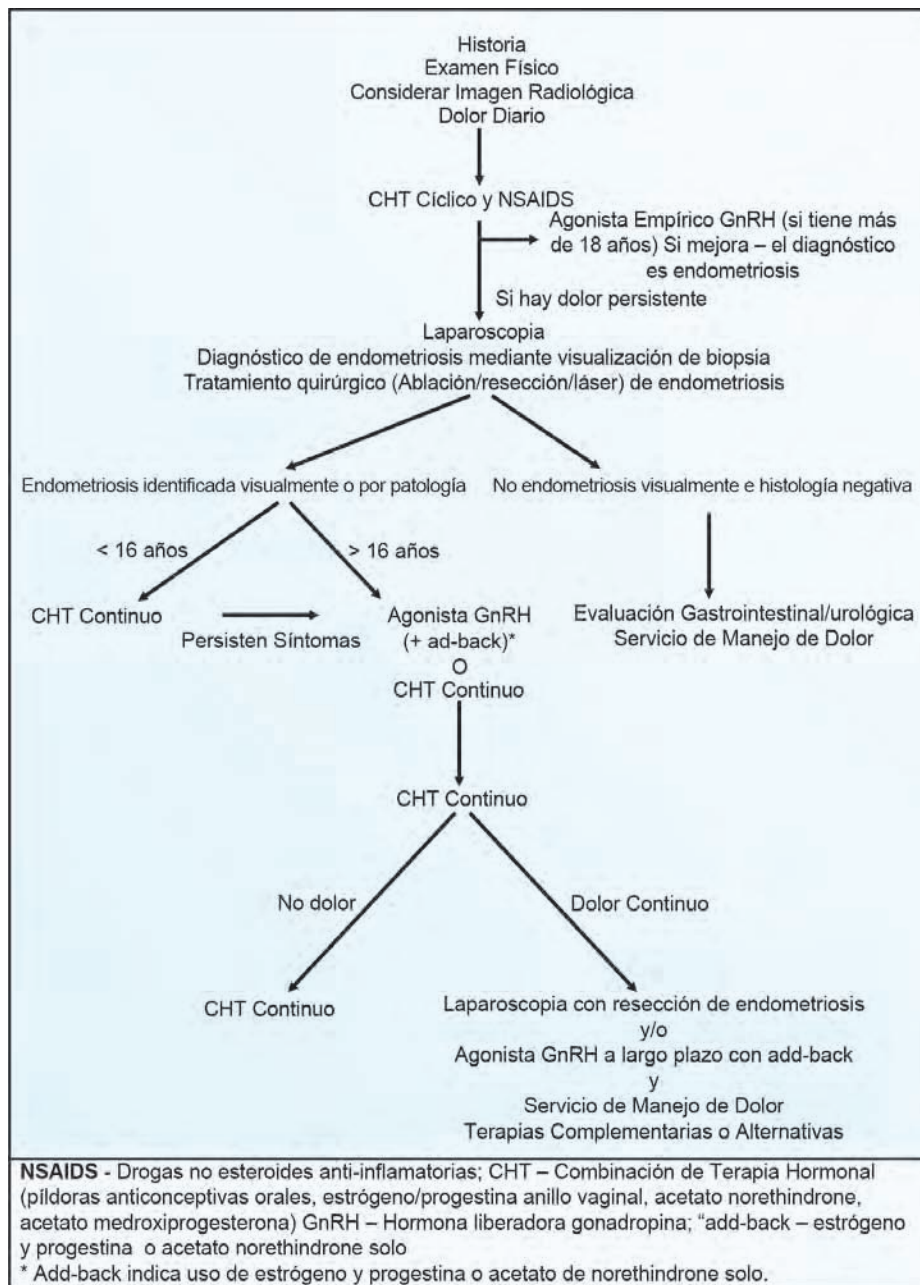 Historia
Examen Físico
Considerar Imagen Radiológica
Dolor Diario
CHT Cíclico y NSAIDS
Agonista Empírico GnRH (si tiene más
de 18 años) Si mejora – el diagnóstico
es endometriosis
Si hay dolor persistente
Laparoscopia
Diagnóstico de endometriosis mediante visualización de biopsia
Tratamiento quirúrgico (Ablación/resección/láser) de endometriosis
Endometriosis identificada visualmente o por patología
No endometriosis visualmente e histología negativa
< 16 años
> 16 años
CHT Continuo
Persisten Síntomas
Agonista GnRH
(+ ad-back)*
O
CHT Continuo
Evaluación Gastrointestinal/urológica
Servicio de Manejo de Dolor
CHT Continuo
No dolor
Dolor Continuo
CHT Continuo
Laparoscopia con resección de endometriosis
y/o
Agonista GnRH a largo plazo con add-back
y
Servicio de Manejo de Dolor
Terapias Complementarias o Alternativas
NSAIDS - Drogas no esteroides anti-inflamatorias; CHT – Combinación de Terapia Hormonal
(píldoras anticonceptivas orales, estrógeno/progestina anillo vaginal, acetato norethindrone,
acetato medroxiprogesterona) GnRH – Hormona liberadora gonadropina; “add-back – estrógeno
y progestina o acetato norethindrone solo
* Add-back indica uso de estrógeno y progestina o acetato de norethindrone solo.